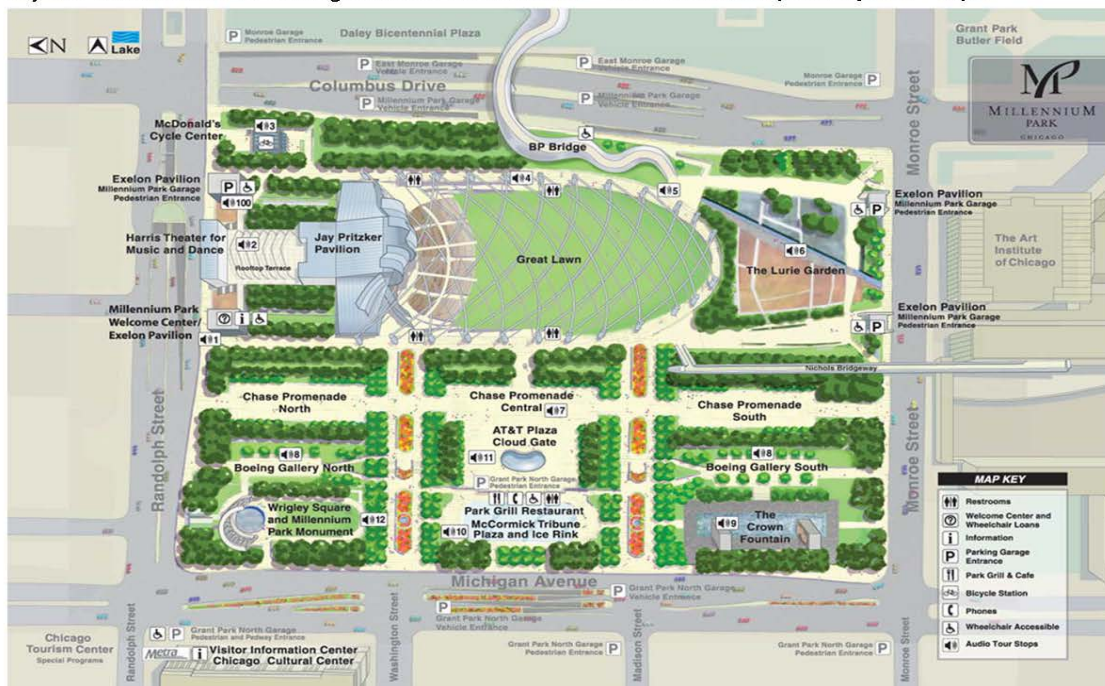 N
Lake
P Monroe Garage
Pedestrian Entrance
Daley Bicentennial Plaza
Grant Park
Butler Field
P East Monroe Garage
Vehicle Entrance
P East Monroe Garage
Vehicle Entrance
Monroe Garage
Pedestrian Entrance P
Columbus Drive
P Millennium Park Garage
Vehicle Entrance
P Millennium Park Garage
Vehicle Entrance
MP
MILLENNIUM
PARK
CHICAGO
McDonald's
Cycle Center
3
BP Bridge
Monroe Street
Exelon Pavilion
Millennium Park Garage
Pedestrian Entrance
P
100
4
5
Exelon Pavilion
Millennium Park Garage
Pedestrian Entrance
P
Harris Theater for
Music and Dance
2
Rooftop Terrace
Jay Pritzker
Pavilion
Great Lawn
6
The Lurie Garden
The Art
Institute
of Chicago
Millennium Park
Welcome Center/
Exelon Pavilion
? i
1
Exelon Pavilion
Millennium Park Garage
Pedestrian Entrance
P
Nichols Bridgeway
Randolph Street
Chase Promenade
North
Chase Promenade
Central 7
Chase Promenade
South
8
Boeing Gallery North
AT&T Plaza
Cloud Gate
11
8
Boeing Gallery South
P Grant Park North Garage
Pedestrian Entrance
Monroe Street
Wrigley Square
and Millennium
Park Monument
12
Park Grill Restaurant
McCormick Tribune
Plaza and Ice Rink
10
The
Crown
Fountain
9
Michigan Avenue
P Grant Park North Garage
Vehicle Entrance
P
Grant Park North Garage
Vehicle Entrance
Chicago
Tourism Center
Special Programs
Randolph Street
P Grant Park North Garage
Pedestrian and Pedway Entrance
Metra
i Visitor Information Center
Chicago Cultural Center
Washington Street
Grant Park North Garage
Pedestrian Entrance P
Madison Street
Grant Park North Garage
Pedestrian Entrance P
Monroe Street
MAP KEY
Restrooms
? Welcome Center and
Wheelchair Loans
i Information
P Parking Garage
Entrance
Park Grill & Cafe
Bicycle Station
Phones
Wheelchair Accessible
Audio Tour Stops